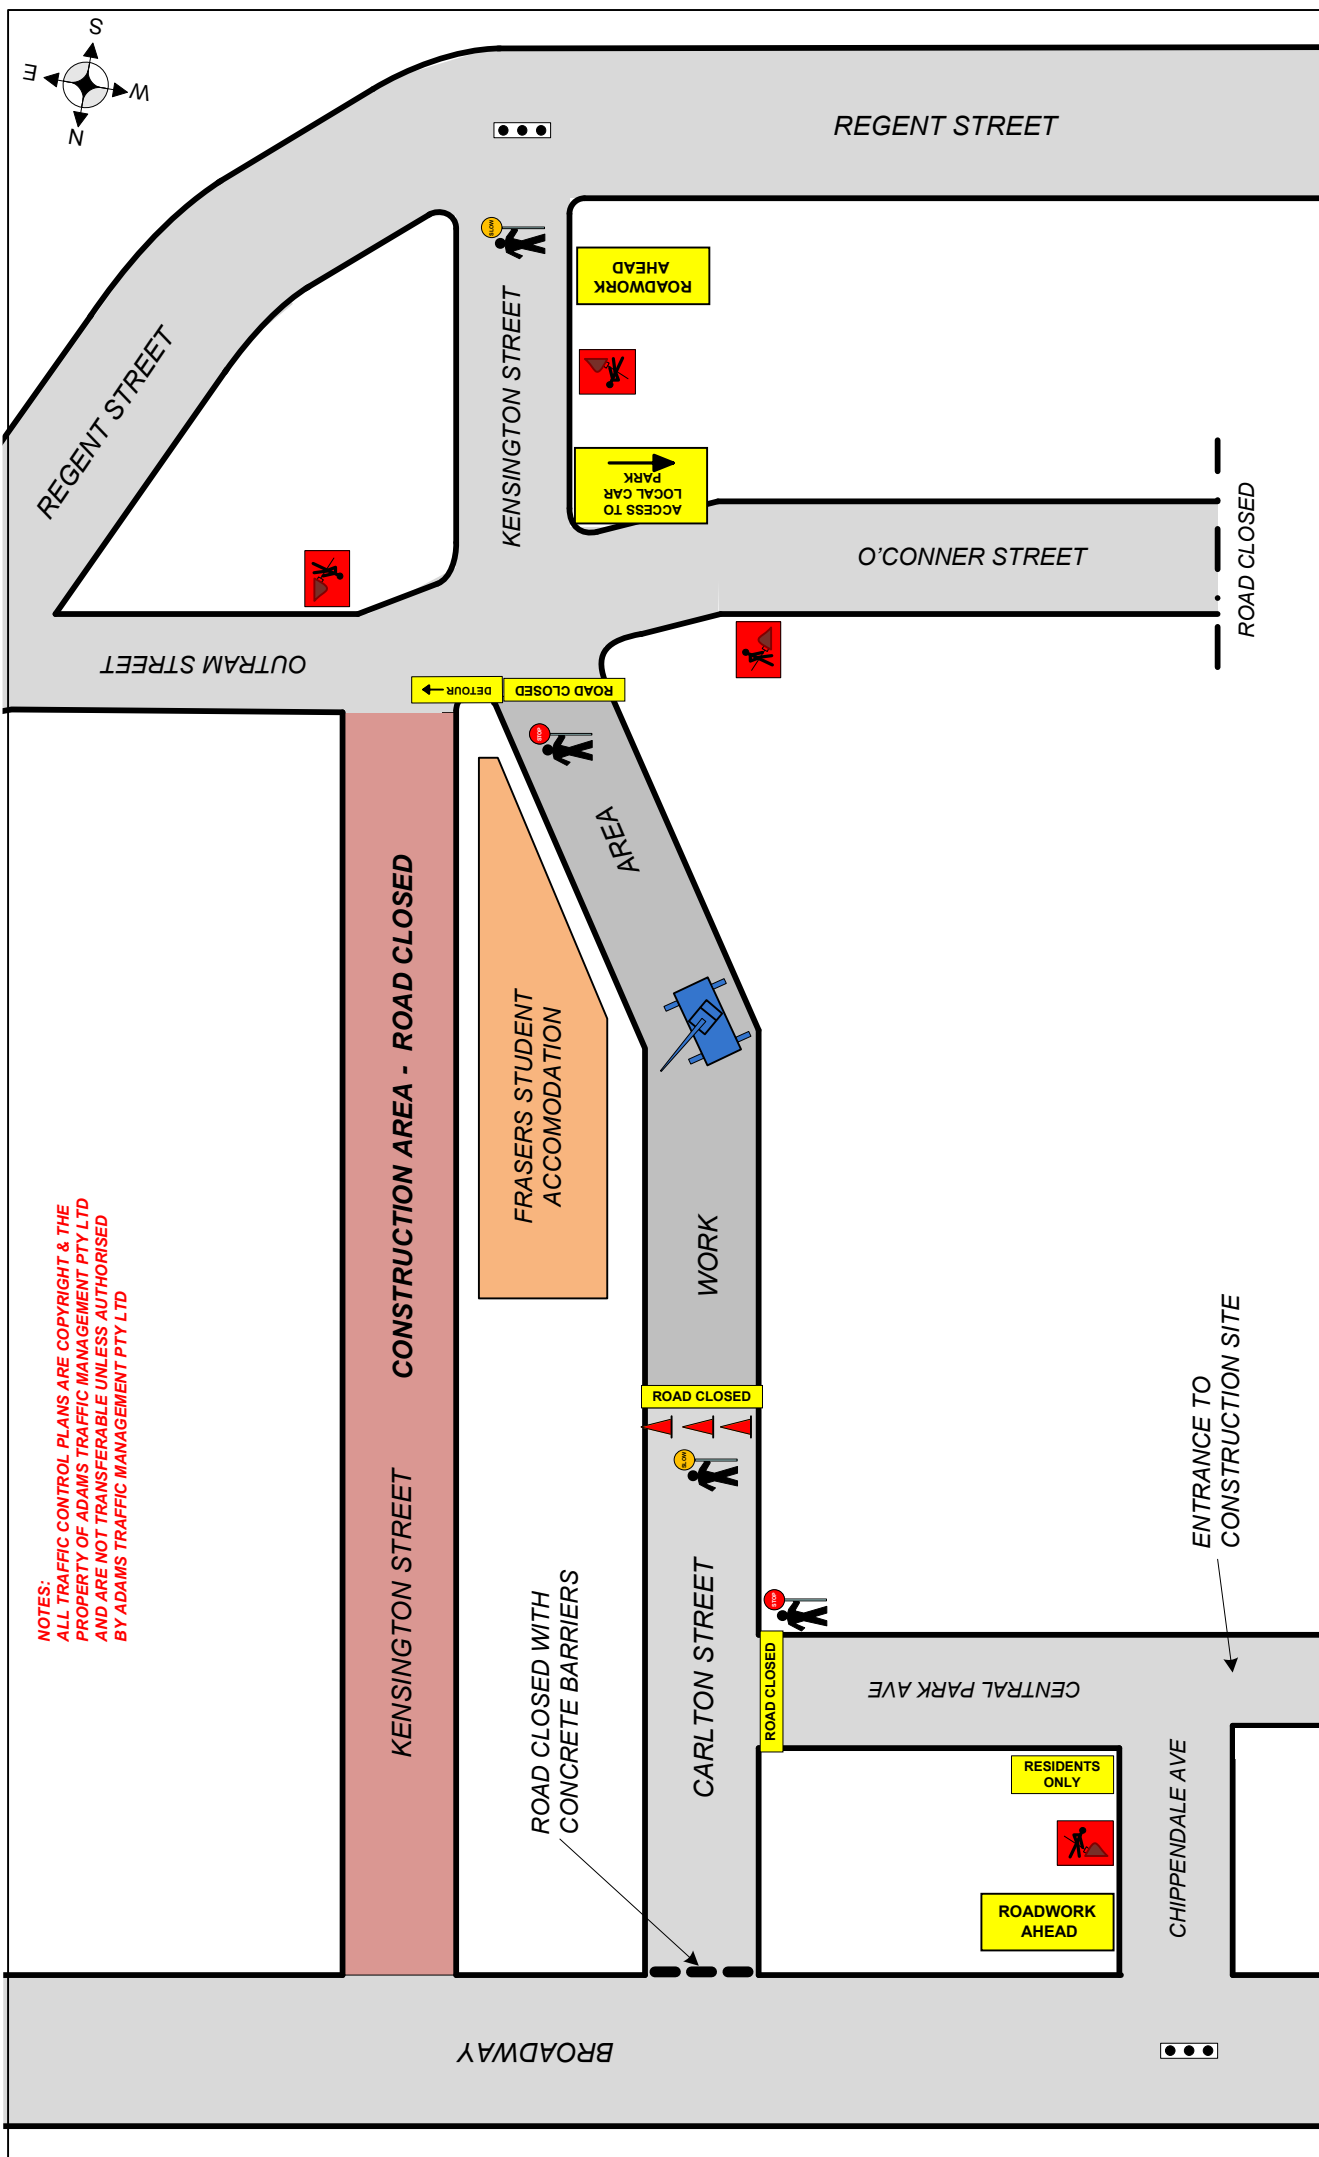 S
E
W
N
REGENT STREET
SLOW
ROADWORK
AHEAD
KENSINGTON STREET
REGENT STREET
ACCESS TO
LOCAL CAR
PARK
O'CONNER STREET
ROAD CLOSED
OUTRAM STREET
DETOUR
ROAD CLOSED
STOP
AREA
CONSTRUCTION AREA - ROAD CLOSED
FRASERS STUDENT
ACCOMODATION
WORK
NOTES:
ALL TRAFFIC CONTROL PLANS ARE COPYRIGHT & THE
PROPERTY OF ADAMS TRAFFIC MANAGEMENT PTY LTD
AND ARE NOT TRANSFERABLE UNLESS AUTHORISED
BY ADAMS TRAFFIC MANAGEMENT PTY LTD
ROAD CLOSED
SLOW
KENSINGTON STREET
ENTRANCE TO
CONSTRUCTION SITE
ROAD CLOSED WITH
CONCRETE BARRIERS
CARLTON STREET
STOP
ROAD CLOSED
CENTRAL PARK AVE
RESIDENTS
ONLY
CHIPPENDALE AVE
ROADWORK
AHEAD
BROADWAY